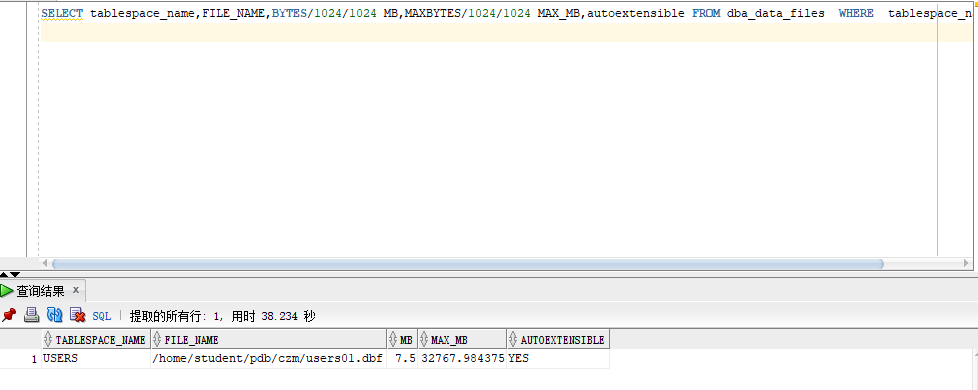 SELECT tablespace_name,FILE_NAME,BYTES/1024/1024 MB,MAXBYTES/1024/1024 MAX_MB,autoextensible FROM dba_data_files  WHERE  tablespace_n
查询结果 x
SQL | 提取的所有行: 1, 用时 38.234 秒
TABLESPACE_NAME FILE_NAME MB MAX_MB AUTOEXTENSIBLE
1 USERS /home/student/pdb/czm/users01.dbf 7.5 32767.984375 YES